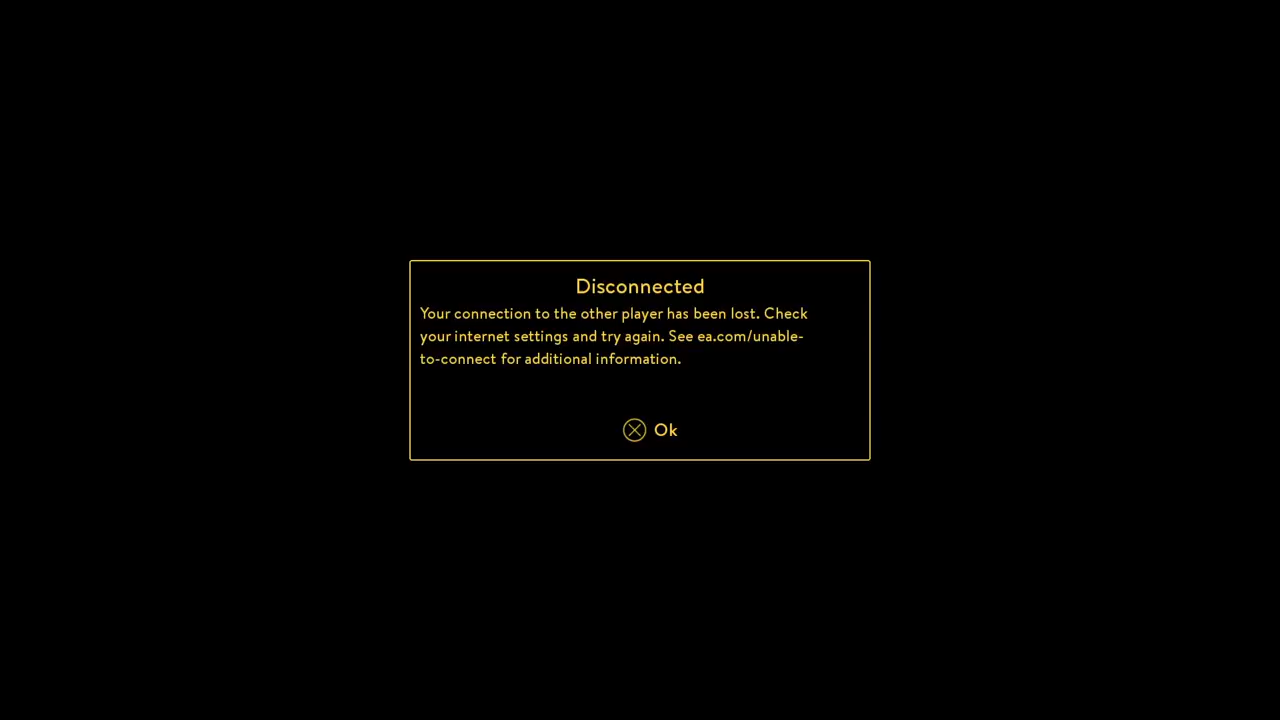 Disconnected
Your connection to the other player has been lost. Check
your internet settings and try again. See ea.com/unable-
to-connect for additional information.
Ok